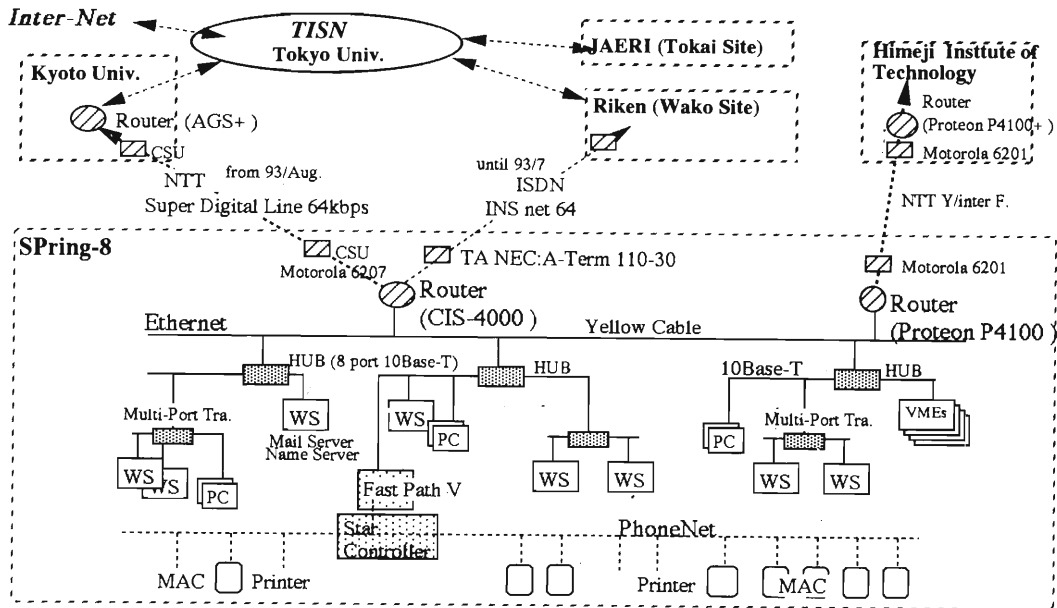 Inter-Net
TISN
Tokyo Univ.
JAERI (Tokai Site)
Kyoto Univ.
Router (AGS+ )
CSU
NTT
from 93/Aug.
Super Digital Line 64kbps
Riken (Wako Site)
until 93/7
ISDN
INS net 64
Himeji Institute of
Technology
Router
(Proteon P4100+)
Motorola 6201
NTT Y/inter F.
SPring-8
CSU
Motorola 6207
TA NEC:A-Term 110-30
Router
(CIS-4000 )
Motorola 6201
Router
(Proteon P4100 )
Ethernet
Yellow Cable
HUB (8 port 10Base-T)
HUB
10Base-T
HUB
Multi-Port Tra.
WS
Mail Server
Name Server
WS
PC
PC
Multi-Port Tra.
VMEs
WS
WS
PC
Fast Path V
WS
WS
WS
WS
Star
Controller
PhoneNet
MAC
Printer
Printer
MAC